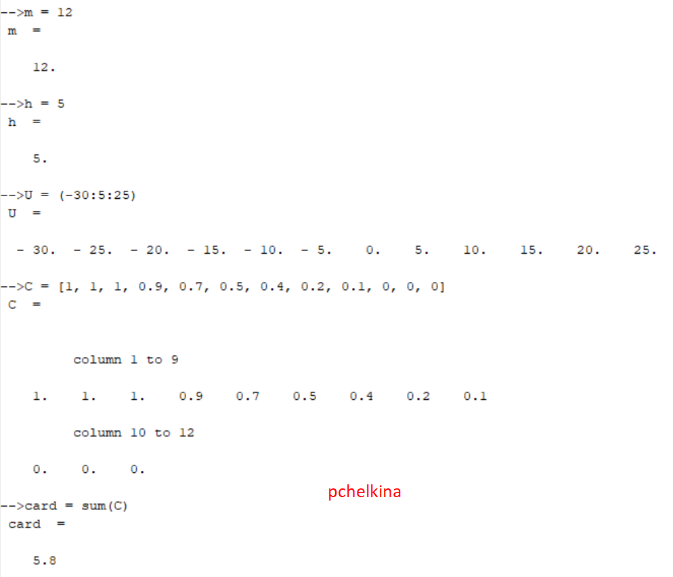 -->m = 12
m =
12.
-->h = 5
h =
5.
-->U = (-30:5:25)
U =
- 30. - 25. - 20. - 15. - 10. - 5. 0. 5. 10. 15. 20. 25.
-->C = [1, 1, 1, 0.9, 0.7, 0.5, 0.4, 0.2, 0.1, 0, 0, 0]
C =
column 1 to 9
1. 1. 1. 0.9 0.7 0.5 0.4 0.2 0.1
column 10 to 12
0. 0. 0.
pchelkina
-->card = sum(C)
card =
5.8